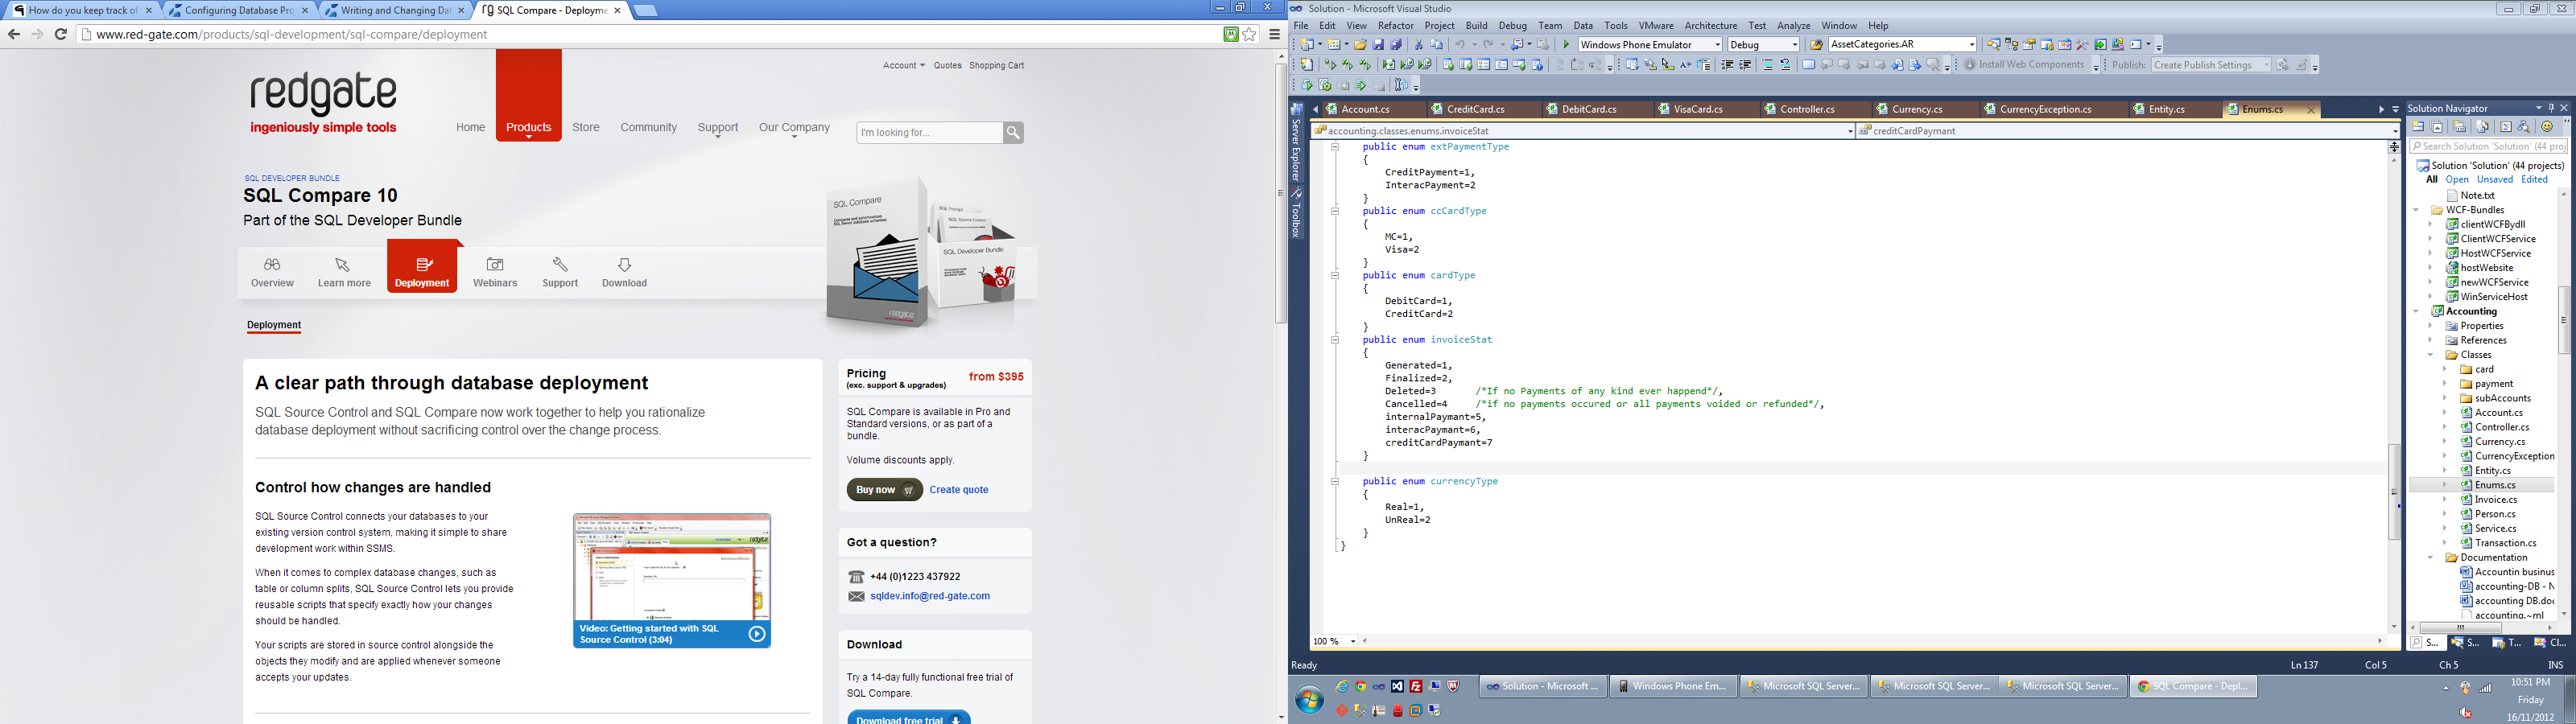 How do you keep track of
Configuring Database Pro
Writing and Changing Dat
SQL Compare - Deployme
www.red-gate.com/products/sql-development/sql-compare/deployment
Account Quotes Shopping Cart
redgate
ingeniously simple tools
Home Products Store Community Support Our Company
I'm looking for...
SQL DEVELOPER BUNDLE
SQL Compare 10
Part of the SQL Developer Bundle
SQL Compare
SQL Developer Bundle
Overview Learn more Deployment Webinars Support Download
Deployment
A clear path through database deployment
SQL Source Control and SQL Compare now work together to help you rationalize
database deployment without sacrificing control over the change process.
Control how changes are handled
SQL Source Control connects your databases to your
existing version control system, making it simple to share
development work within SSMS.
When it comes to complex database changes, such as
table or column splits, SQL Source Control lets you provide
reusable scripts that specify exactly how your changes
should be handled.
Your scripts are stored in source control alongside the
objects they modify and are applied whenever someone
accepts your updates.
Video: Getting started with SQL
Source Control (3:04)
Pricing
(exc. support & upgrades)
from $395
SQL Compare is available in Pro and
Standard versions, or as part of a
bundle.
Volume discounts apply.
Buy now Create quote
Got a question?
+44 (0)1223 437922
sqldev.info@red-gate.com
Download
Try a 14-day fully functional free trial of
SQL Compare.
Download free trial
Solution - Microsoft Visual Studio
File Edit View Refactor Project Build Debug Team Data Tools VMware Architecture Test Analyze Window Help
Windows Phone Emulator Debug AssetCategories.AR
Install Web Components Publish: Create Publish Settings
Server Explorer
Toolbox
Account.cs CreditCard.cs DebitCard.cs VisaCard.cs Controller.cs Currency.cs CurrencyException.cs Entity.cs Enums.cs
accounting.classes.enums.invoiceStat creditCardPaymant
public enum extPaymentType
{
CreditPayment=1,
InteracPayment=2
}
public enum ccCardType
{
MC=1,
Visa=2
}
public enum cardType
{
DebitCard=1,
CreditCard=2
}
public enum invoiceStat
{
Generated=1,
Finalized=2,
Deleted=3 /*If no Payments of any kind ever happend*/,
Cancelled=4 /*if no payments occured or all payments voided or refunded*/,
internalPaymant=5,
interacPaymant=6,
creditCardPaymant=7
}
public enum currencyType
{
Real=1,
UnReal=2
}
}
100 %
Solution Navigator
Search Solution 'Solution' (44 proj
Solution 'Solution' (44 projects)
All Open Unsaved Edited
Note.txt
WCF-Bundles
clientWCFBydll
ClientWCFService
HostWCFService
hostWebsite
newWCFService
WinServiceHost
Accounting
Properties
References
Classes
card
payment
subAccounts
Account.cs
Controller.cs
Currency.cs
CurrencyException
Entity.cs
Enums.cs
Invoice.cs
Person.cs
Service.cs
Transaction.cs
Documentation
Accountin businus
accounting-DB - N
accounting DB.doc
accounting.~ml
S... S... T... Cl...
Ready Ln 137 Col 5 Ch 5 INS
Solution - Microsoft ... Windows Phone Em... Microsoft SQL Server... Microsoft SQL Server... Microsoft SQL Server... SQL Compare - Depl...
10:51 PM
Friday
16/11/2012